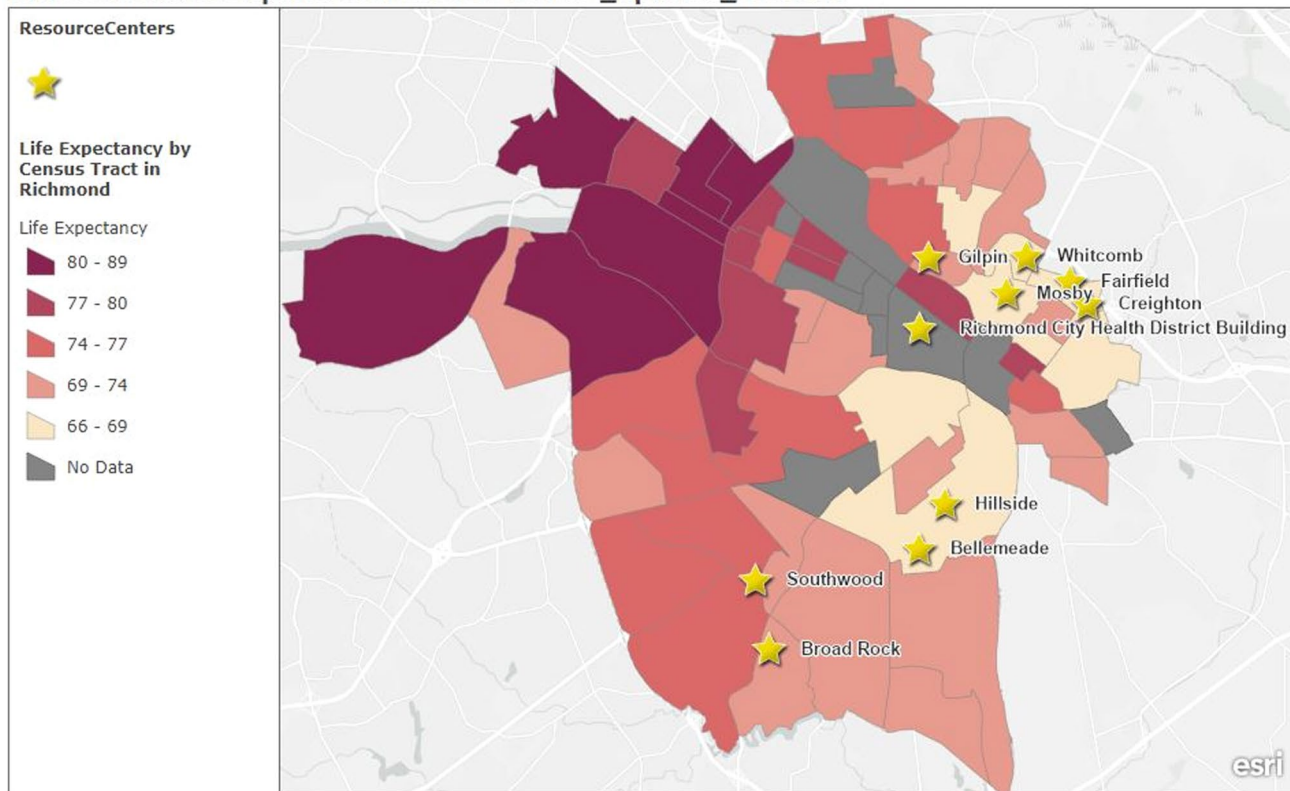 ResourceCenters
Life Expectancy by
Census Tract in
Richmond
Life Expectancy
80 - 89
77 - 80
74 - 77
69 - 74
66 - 69
No Data
Gilpin
Whitcomb
Fairfield
Mosby
Creighton
Richmond City Health District Building
Hillside
Bellemeade
Southwood
Broad Rock
esri